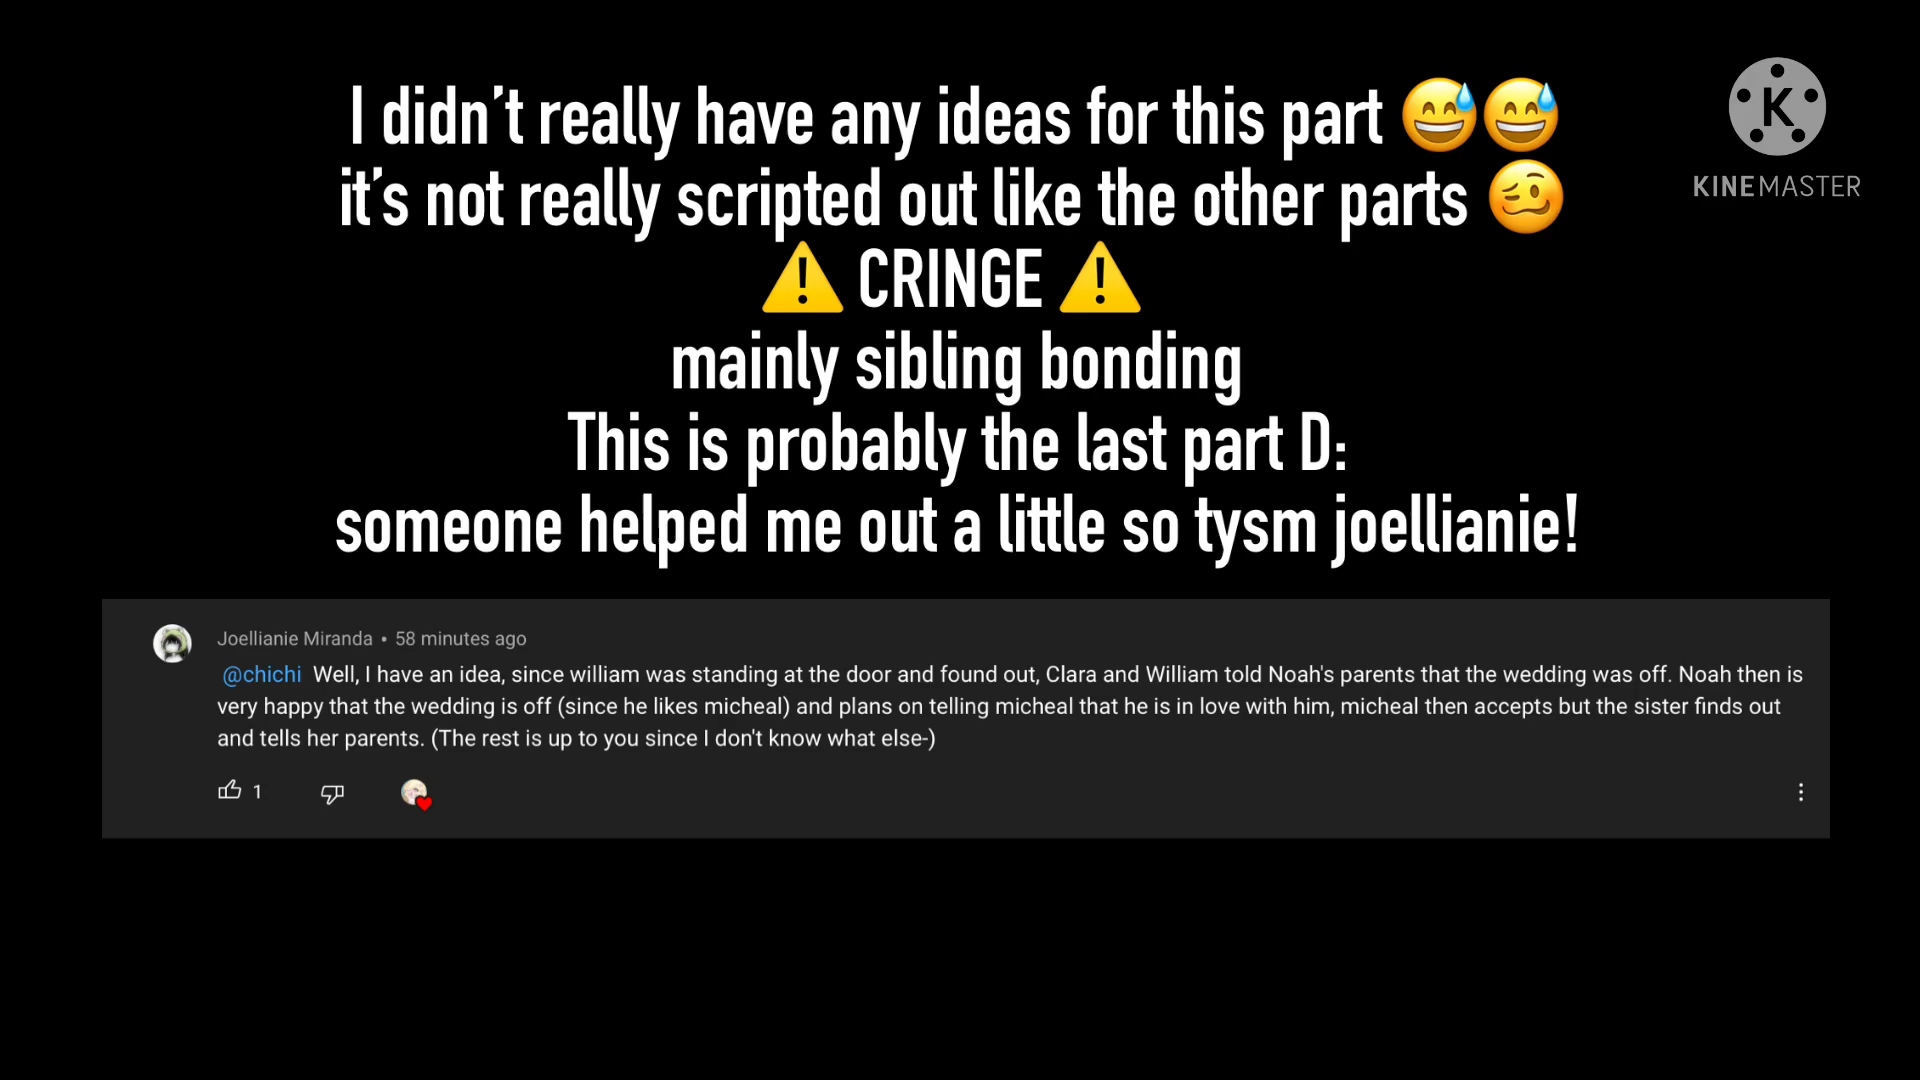 I didn’t really have any ideas for this part 😅😅
it’s not really scripted out like the other parts 🥴
⚠️ CRINGE ⚠️
mainly sibling bonding
This is probably the last part D:
someone helped me out a little so tysm joellianie!
K
KINEMASTER
Joellianie Miranda • 58 minutes ago
@chichi Well, I have an idea, since william was standing at the door and found out, Clara and William told Noah's parents that the wedding was off. Noah then is
very happy that the wedding is off (since he likes micheal) and plans on telling micheal that he is in love with him, micheal then accepts but the sister finds out
and tells her parents. (The rest is up to you since I don't know what else-)
1